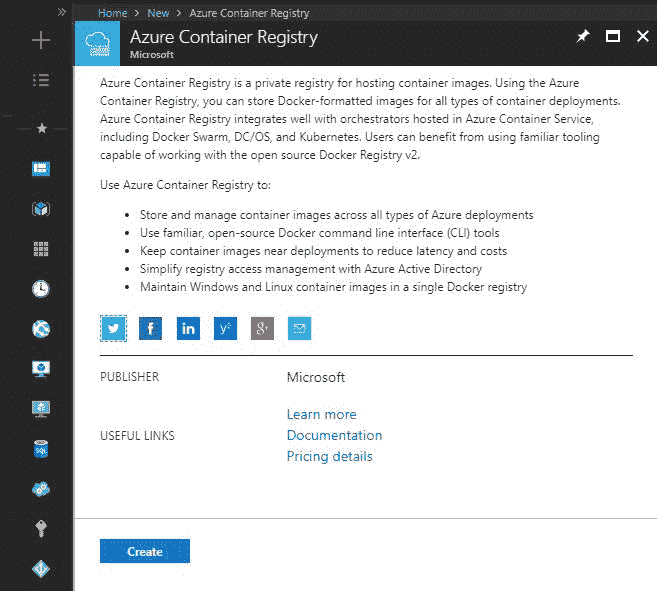 Home > New > Azure Container Registry
Azure Container Registry
Microsoft
Azure Container Registry is a private registry for hosting container images. Using the Azure
Container Registry, you can store Docker-formatted images for all types of container deployments.
Azure Container Registry integrates well with orchestrators hosted in Azure Container Service,
including Docker Swarm, DC/OS, and Kubernetes. Users can benefit from using familiar tooling
capable of working with the open source Docker Registry v2.
Use Azure Container Registry to:
• Store and manage container images across all types of Azure deployments
• Use familiar, open-source Docker command line interface (CLI) tools
• Keep container images near deployments to reduce latency and costs
• Simplify registry access management with Azure Active Directory
• Maintain Windows and Linux container images in a single Docker registry
f in y g+
PUBLISHER Microsoft
Learn more
USEFUL LINKS Documentation
Pricing details
SQL
Create